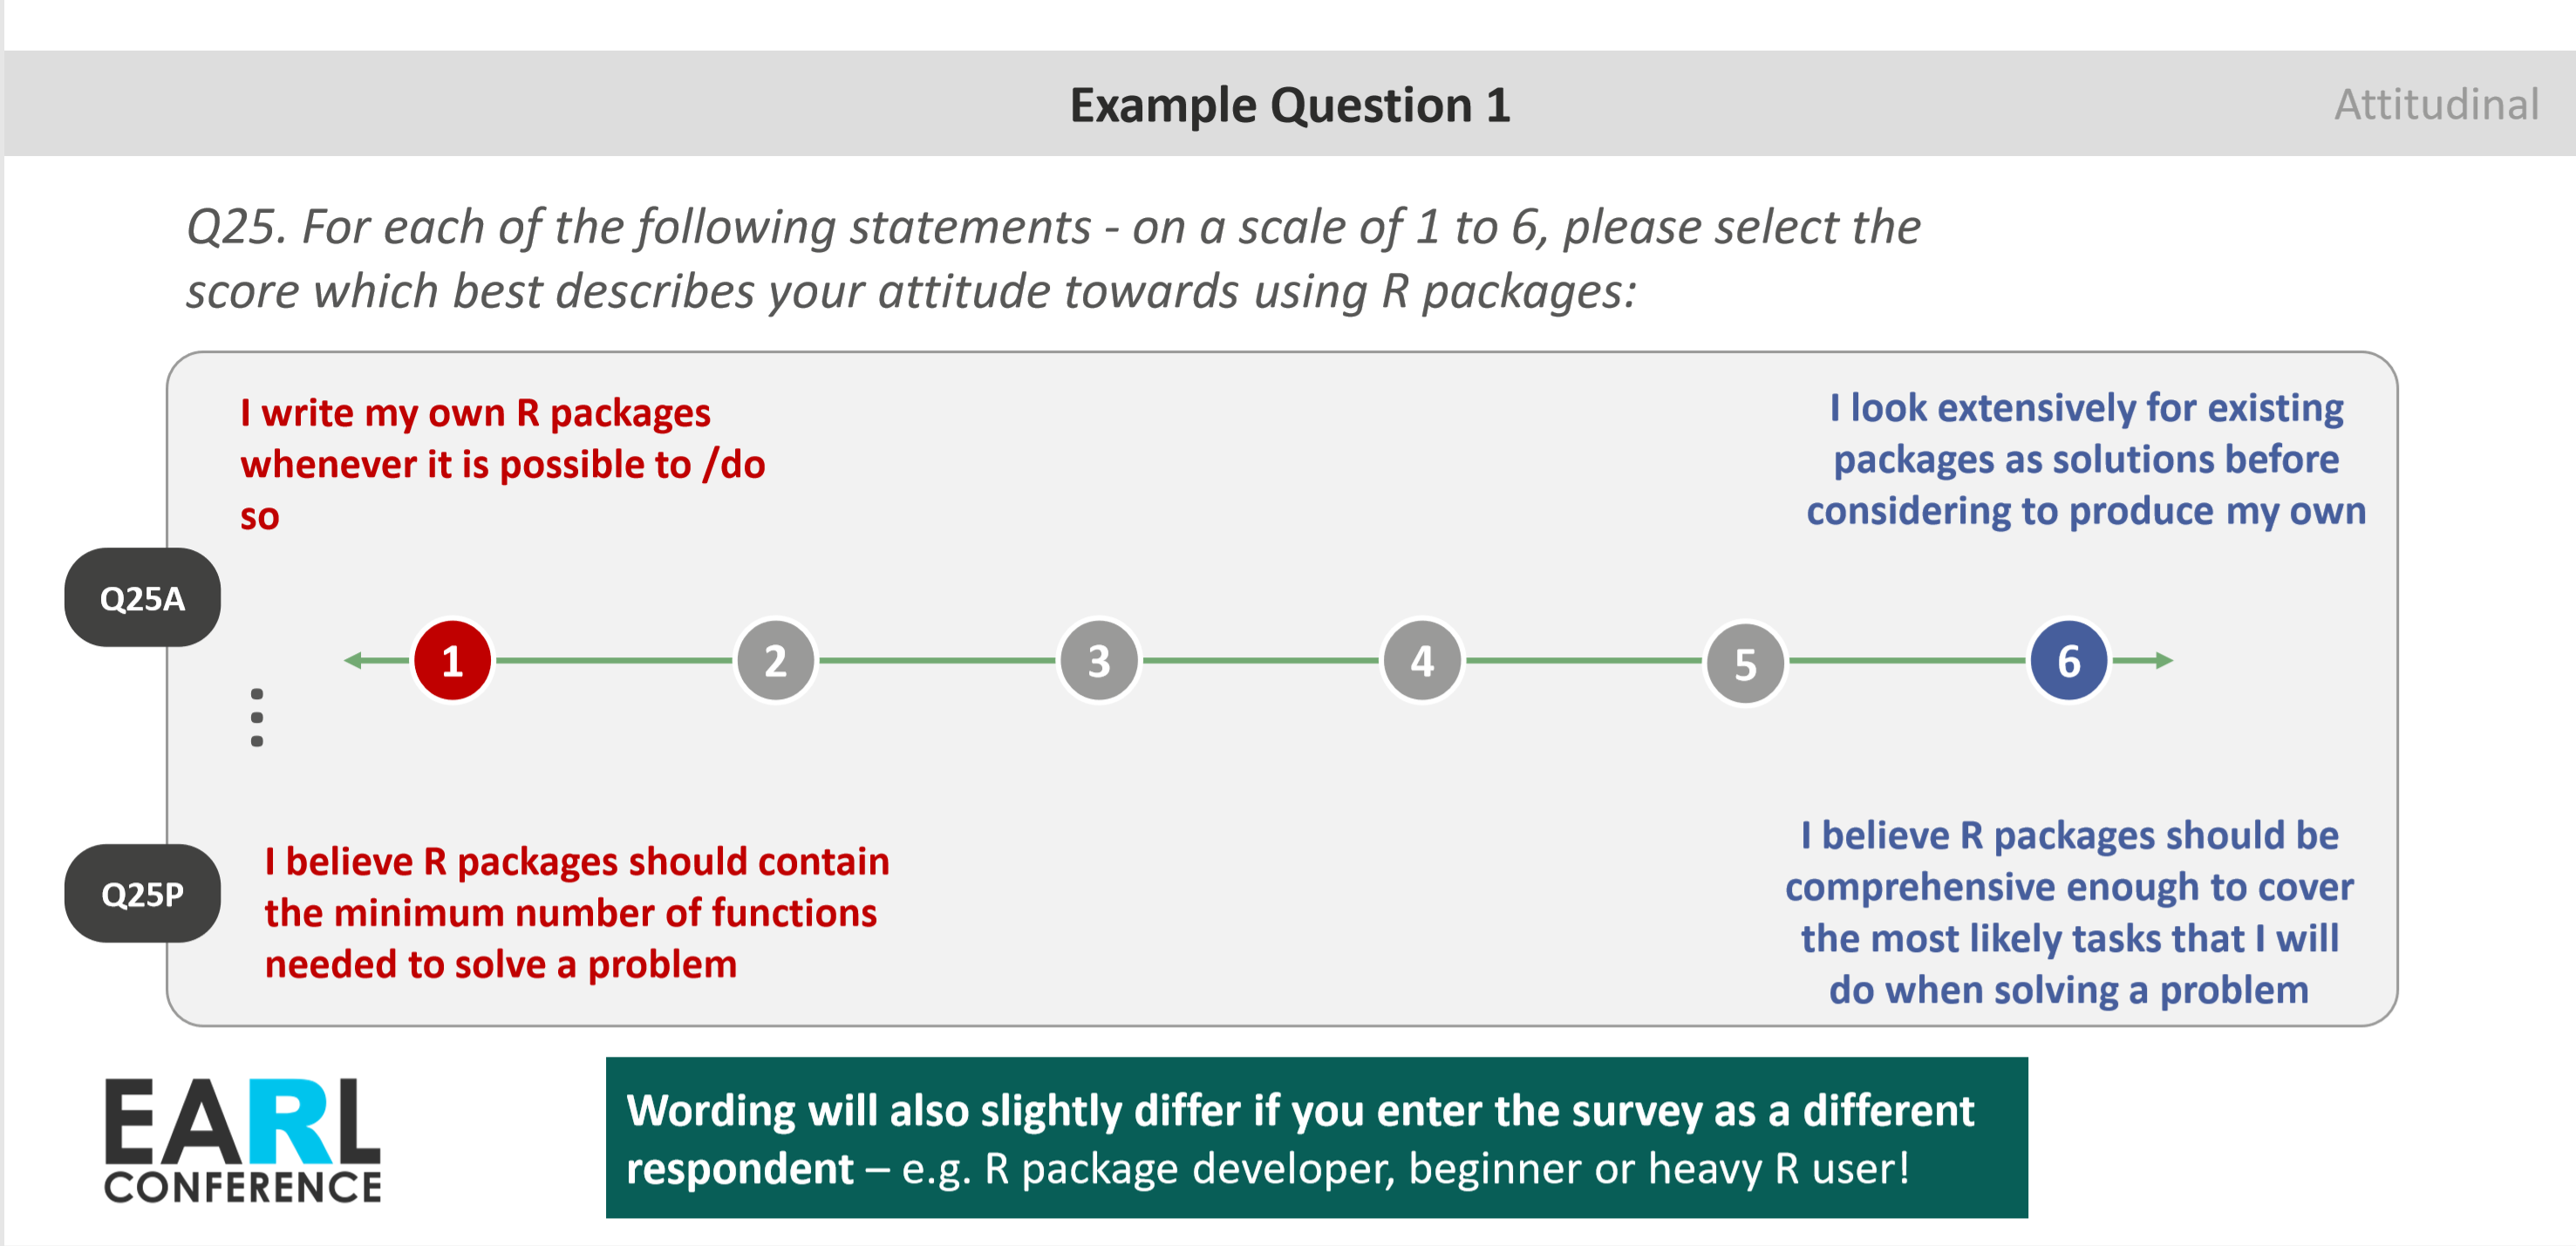 Example Question 1
Attitudinal
Q25. For each of the following statements - on a scale of 1 to 6, please select the
score which best describes your attitude towards using R packages:
I write my own R packages
whenever it is possible to /do
so
I look extensively for existing
packages as solutions before
considering to produce my own
Q25A
1 2 3 4 5 6
Q25P
I believe R packages should contain
the minimum number of functions
needed to solve a problem
I believe R packages should be
comprehensive enough to cover
the most likely tasks that I will
do when solving a problem
EARL
CONFERENCE
Wording will also slightly differ if you enter the survey as a different
respondent – e.g. R package developer, beginner or heavy R user!